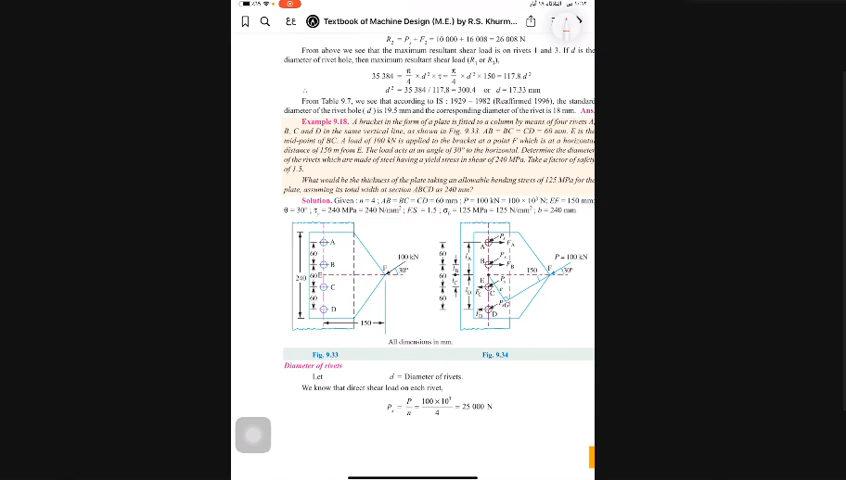 Textbook of Machine Design (M.E.) by R.S. Khurm...
R₂ = Pₛ + F₂ = 10 000 + 16 008 = 26 008 N
From above we see that the maximum resultant shear load is on rivets 1 and 3. If d is the
diameter of rivet hole, then maximum resultant shear load (R₁ or R₃),
35 384 = π/4 × d² × τ = π/4 × d² × 150 = 117.8 d²
∴ d² = 35 384 / 117.8 = 300.4 or d = 17.33 mm
From Table 9.7, we see that according to IS : 1929 – 1982 (Reaffirmed 1996), the standard
diameter of the rivet hole (d) is 19.5 mm and the corresponding diameter of the rivet is 18 mm. Ans.
Example 9.18. A bracket in the form of a plate is fitted to a column by means of four rivets A,
B, C and D in the same vertical line, as shown in Fig. 9.33. AB = BC = CD = 60 mm. E is the
mid-point of BC. A load of 100 kN is applied to the bracket at a point F which is at a horizontal
distance of 150 m from E. The load acts at an angle of 30° to the horizontal. Determine the diameter
of the rivets which are made of steel having a yield stress in shear of 240 MPa. Take a factor of safety
of 1.5.
What would be the thickness of the plate taking an allowable bending stress of 125 MPa for the
plate, assuming its total width at section ABCD as 240 mm?
Solution. Given : n = 4 ; AB = BC = CD = 60 mm ; P = 100 kN = 100 × 10³ N; EF = 150 mm;
θ = 30° ; τ = 240 MPa = 240 N/mm² ; F.S. = 1.5 ; σ = 125 MPa = 125 N/mm² ; b = 240 mm
A
60
B
240
60
E
C
60
D
100 kN
F
30°
150
60
60
60
A
B
E
C
D
F_A
F_B
150
P = 100 kN
F
30°
All dimensions in mm.
Fig. 9.33
Fig. 9.34
Diameter of rivets
Let d = Diameter of rivets.
We know that direct shear load on each rivet,
Pₛ = P/n = 100 × 10³/4 = 25 000 N